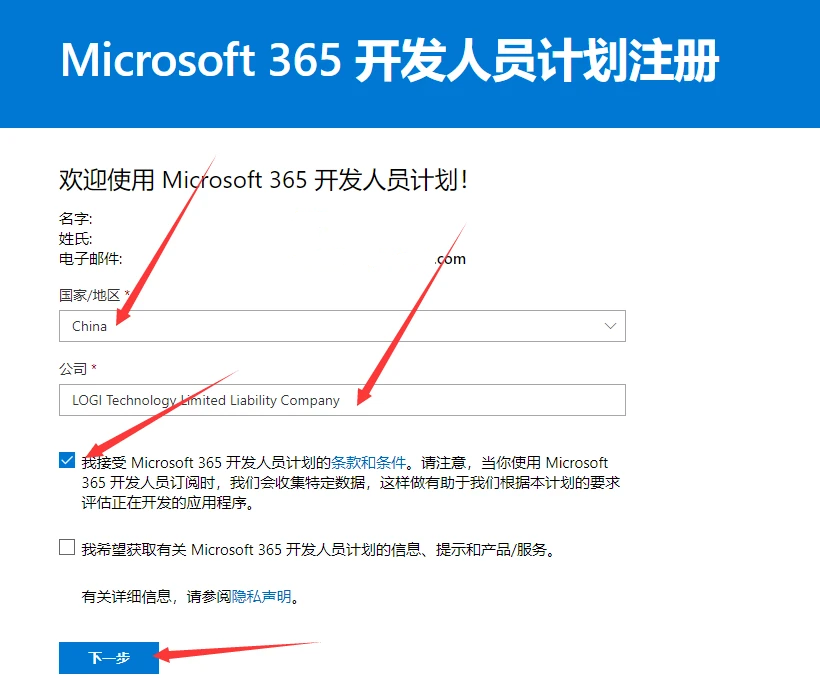 Microsoft 365 开发人员计划注册
欢迎使用 Microsoft 365 开发人员计划！
名字:
姓氏:
电子邮件: .com
国家/地区 *
China
公司 *
LOGI Technology Limited Liability Company
我接受 Microsoft 365 开发人员计划的条款和条件。请注意，当你使用 Microsoft
365 开发人员订阅时，我们会收集特定数据，这样做有助于我们根据本计划的要求
评估正在开发的应用程序。
我希望获取有关 Microsoft 365 开发人员计划的信息、提示和产品/服务。
有关详细信息，请参阅隐私声明。
下一步